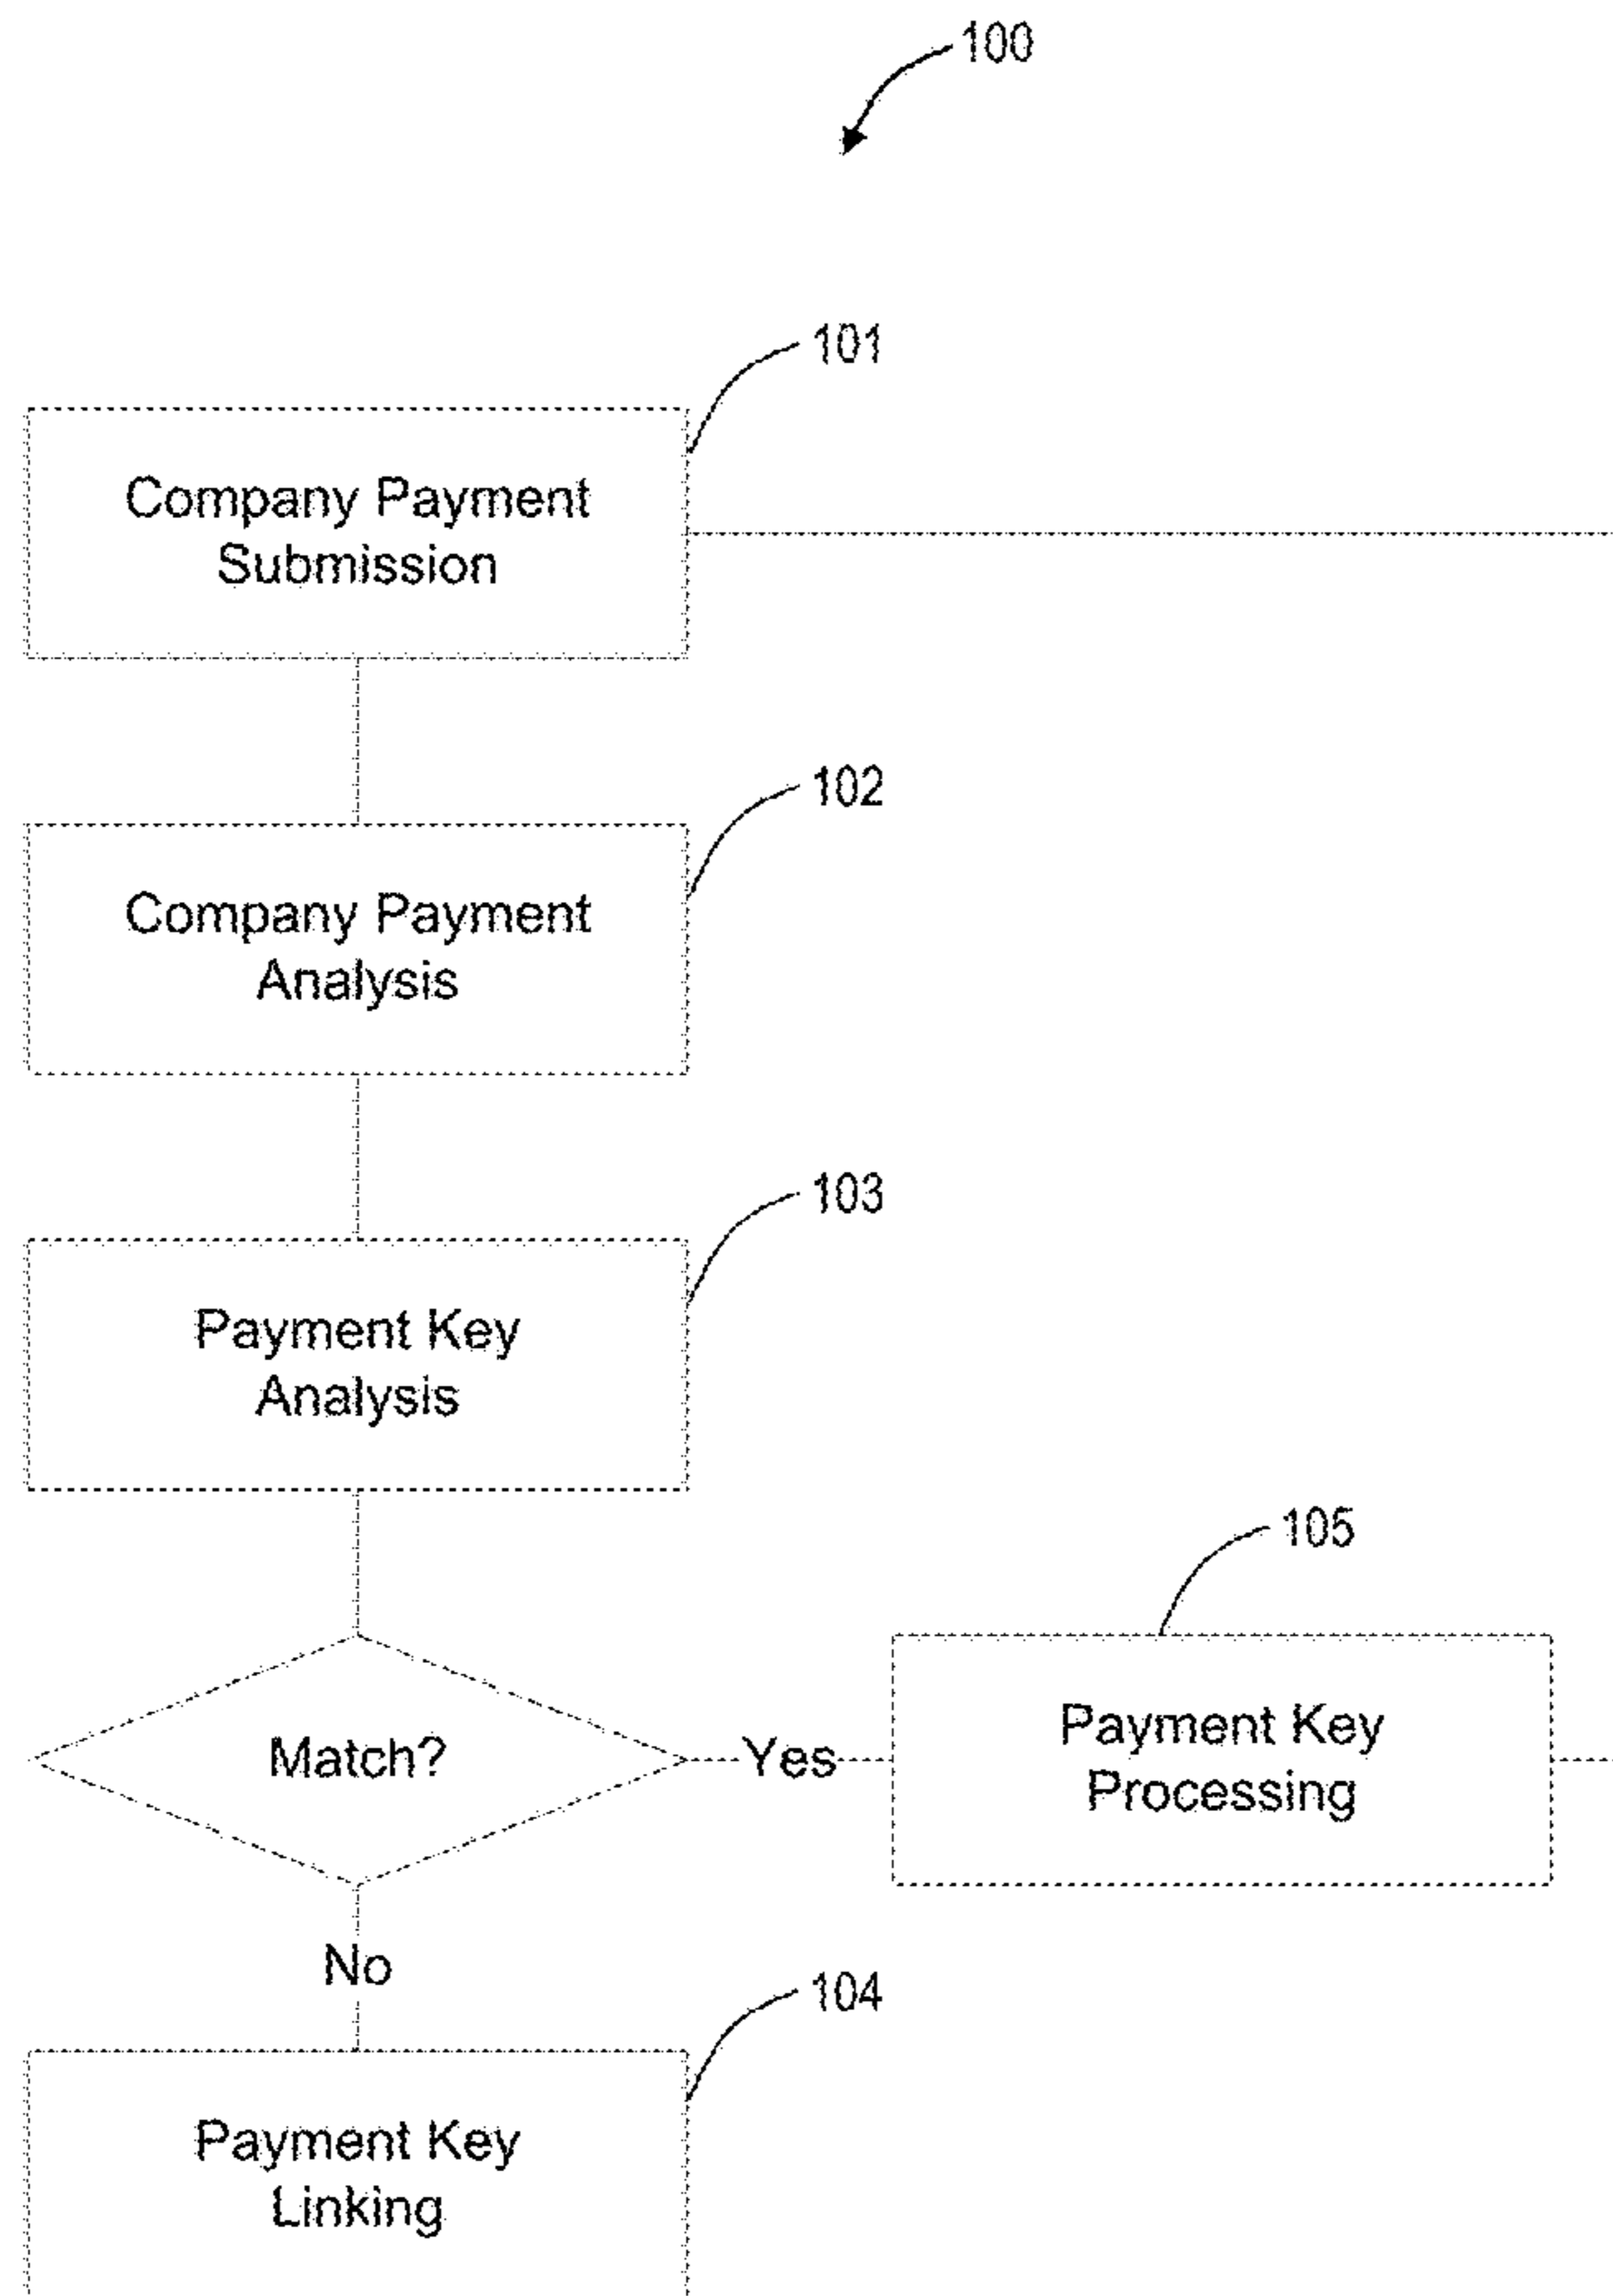 100
101
Company Payment
Submission
102
Company Payment
Analysis
103
Payment Key
Analysis
105
Match?
Yes
Payment Key
Processing
No
104
Payment Key
Linking